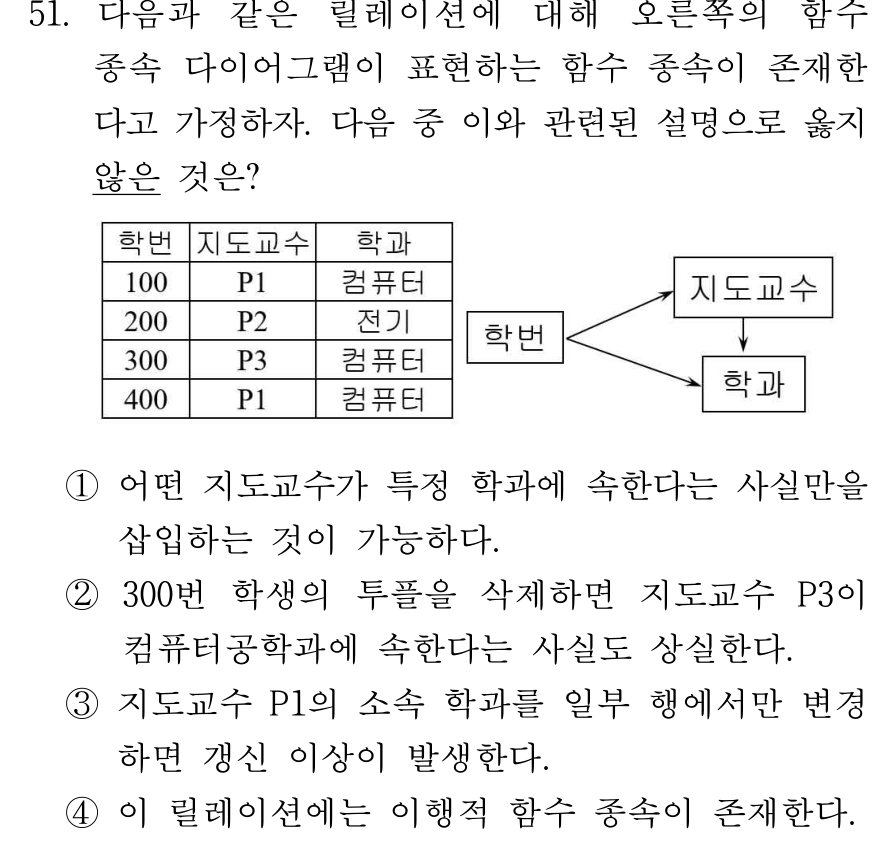 51. 다음과 같은 릴레이션에 대해 오른쪽의 함수
종속 다이어그램이 표현하는 함수 종속이 존재한
다고 가정하자. 다음 중 이와 관련된 설명으로 옳지
않은 것은?
학번 지도교수 학과
100 P1 컴퓨터
200 P2 전기
300 P3 컴퓨터
400 P1 컴퓨터
학번
지도교수
학과
① 어떤 지도교수가 특정 학과에 속한다는 사실만을
삽입하는 것이 가능하다.
② 300번 학생의 투플을 삭제하면 지도교수 P3이
컴퓨터공학과에 속한다는 사실도 상실한다.
③ 지도교수 P1의 소속 학과를 일부 행에서만 변경
하면 갱신 이상이 발생한다.
④ 이 릴레이션에는 이행적 함수 종속이 존재한다.